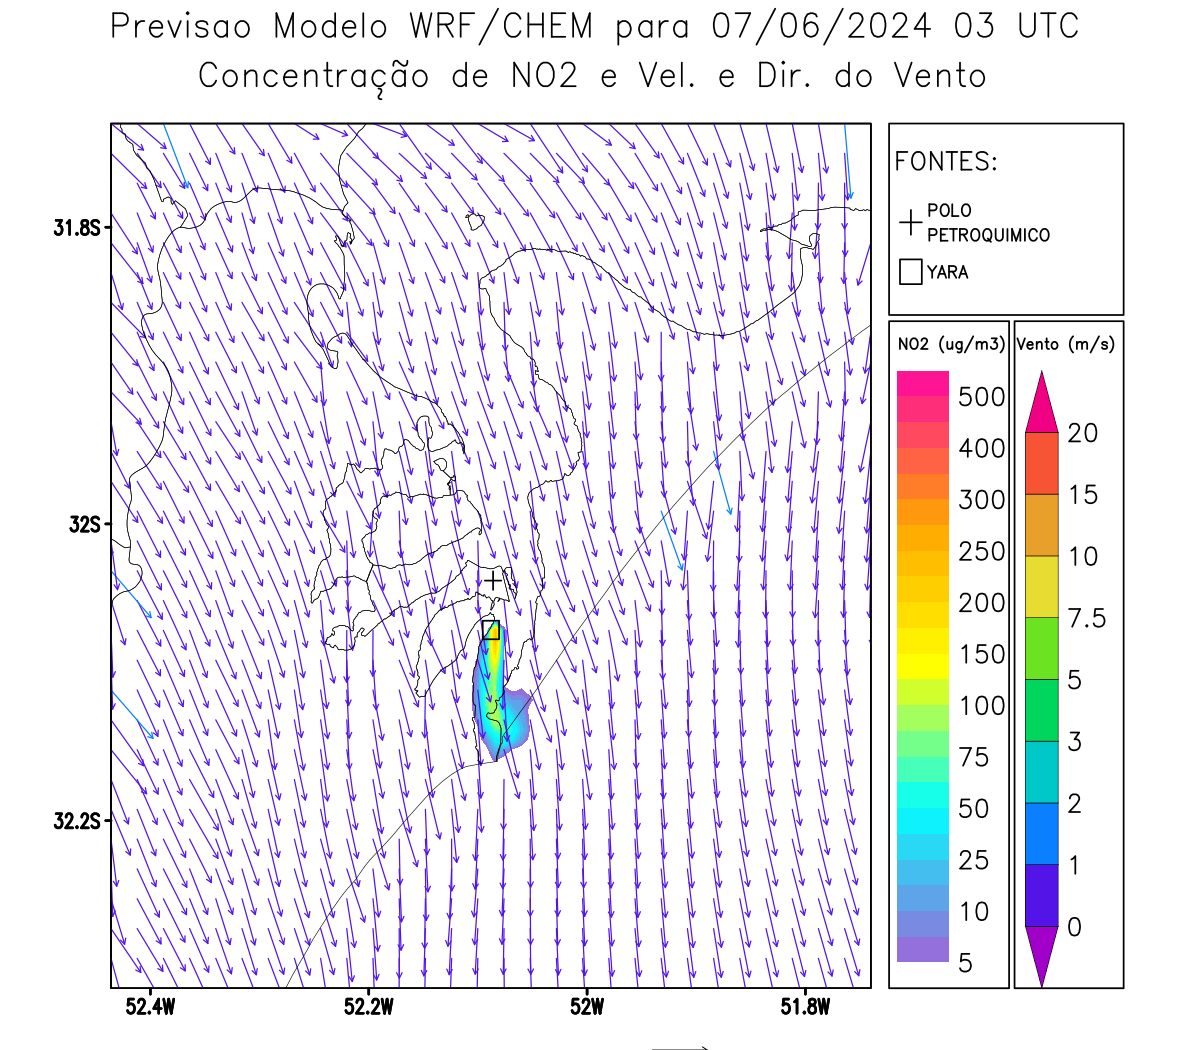 Previsao Modelo WRF/CHEM para 07/06/2024 03 UTC
Concentração de NO2 e Vel. e Dir. do Vento
FONTES:
POLO
PETROQUIMICO
YARA
NO2 (ug/m3)
500
400
300
250
200
150
100
75
50
25
10
5
Vento (m/s)
20
15
10
7.5
5
3
2
1
0
31.8S
32S
32.2S
52.4W
52.2W
52W
51.8W